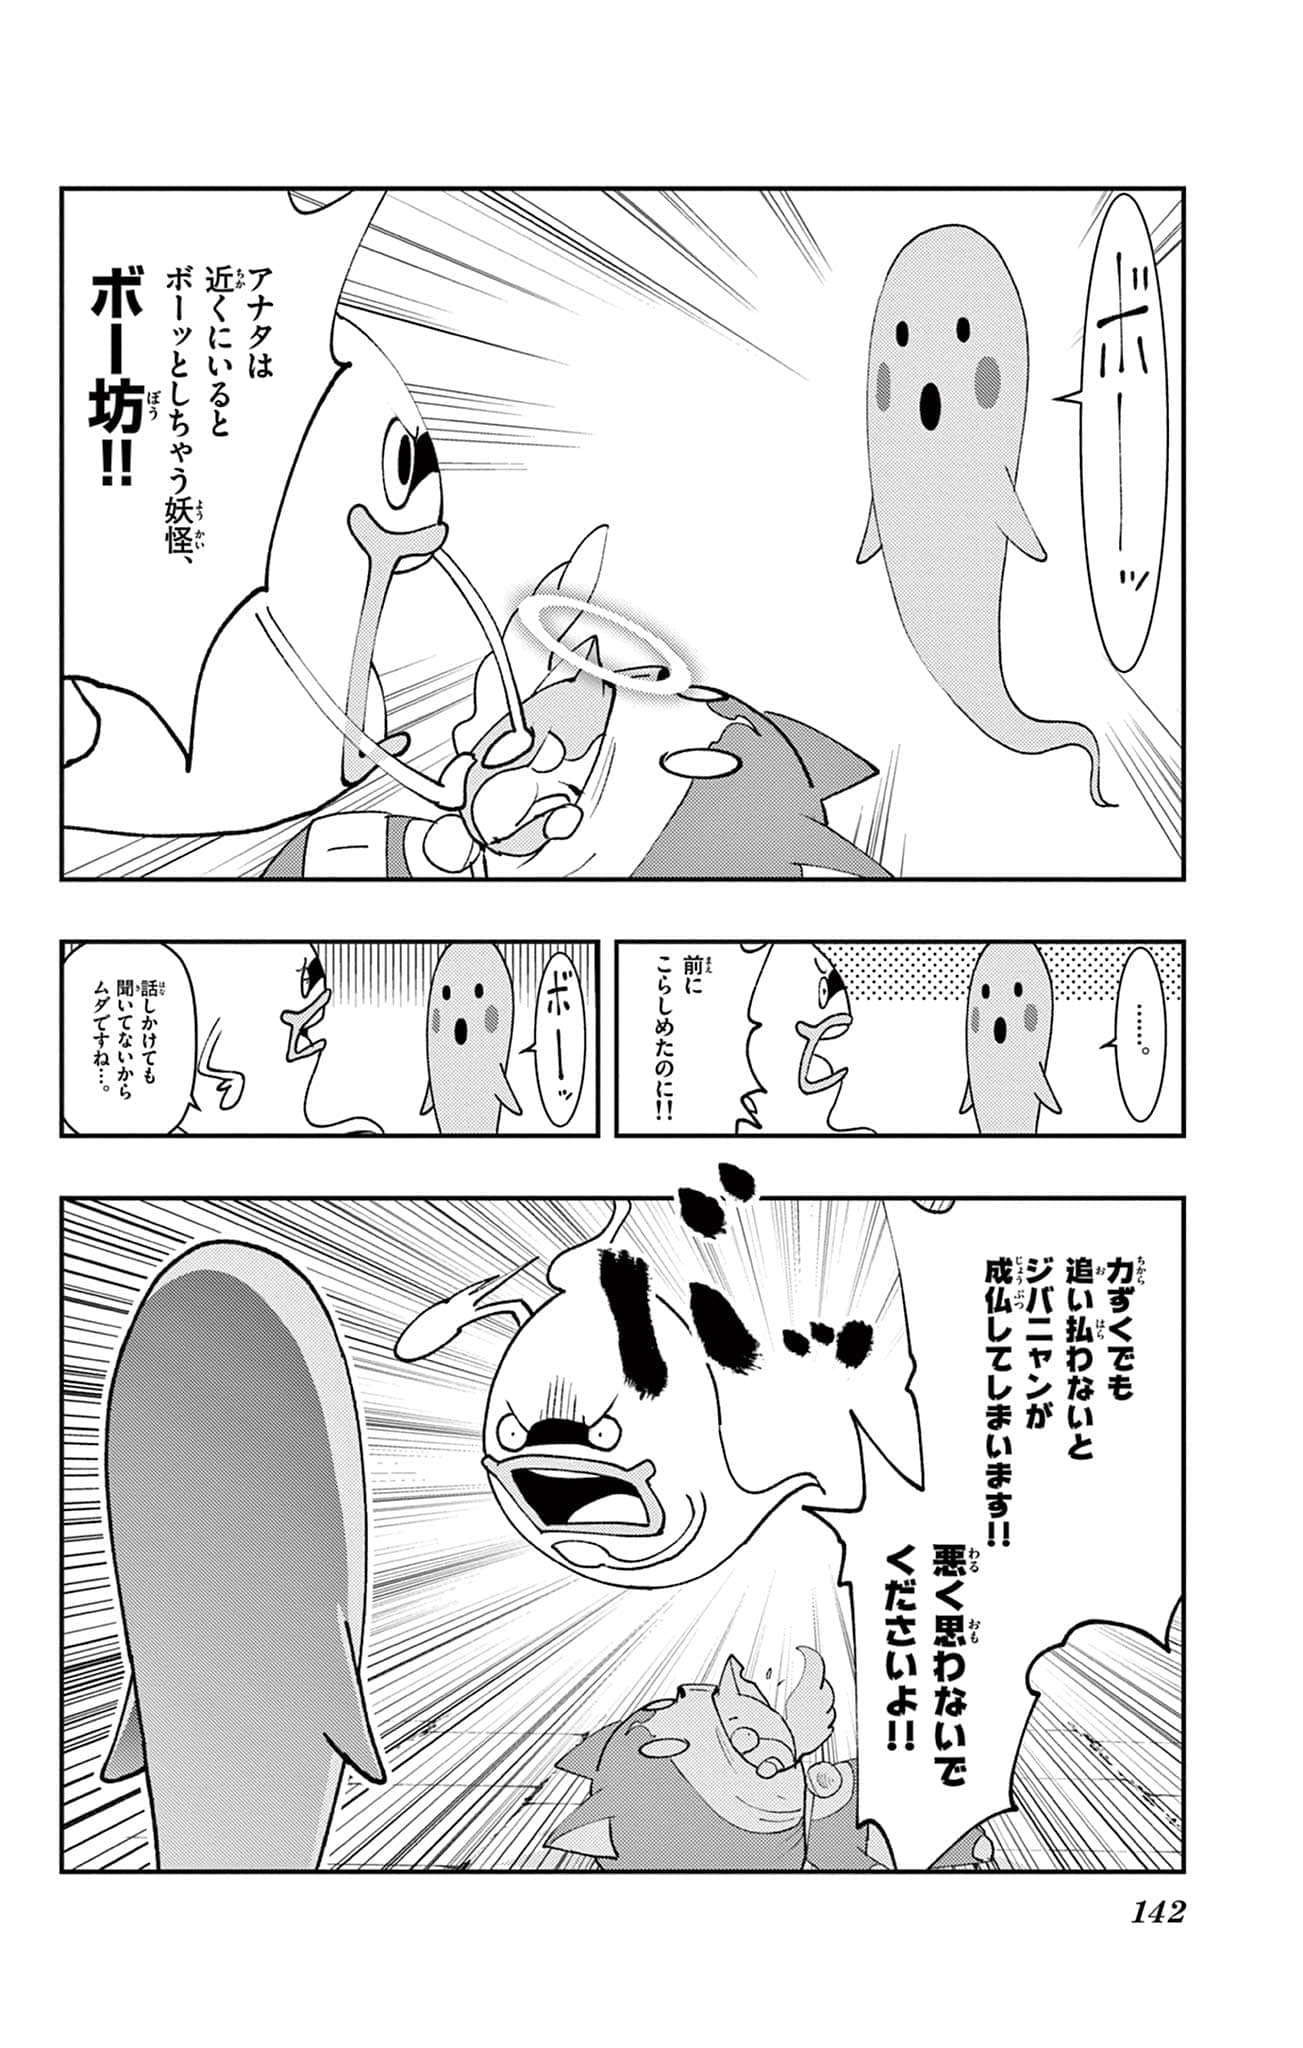 ボーーーッ
アナタは
近くにいると
ボーッとしちゃう妖怪、
ボー坊!!
………。
前に
こらしめたのに!!
ボーーッ
話しかけても
聞いてないから
ムダですね…。
力ずくでも
追い払わないと
ジバニャンが
成仏してしまいます!!
悪く思わないで
くださいよ!!
142